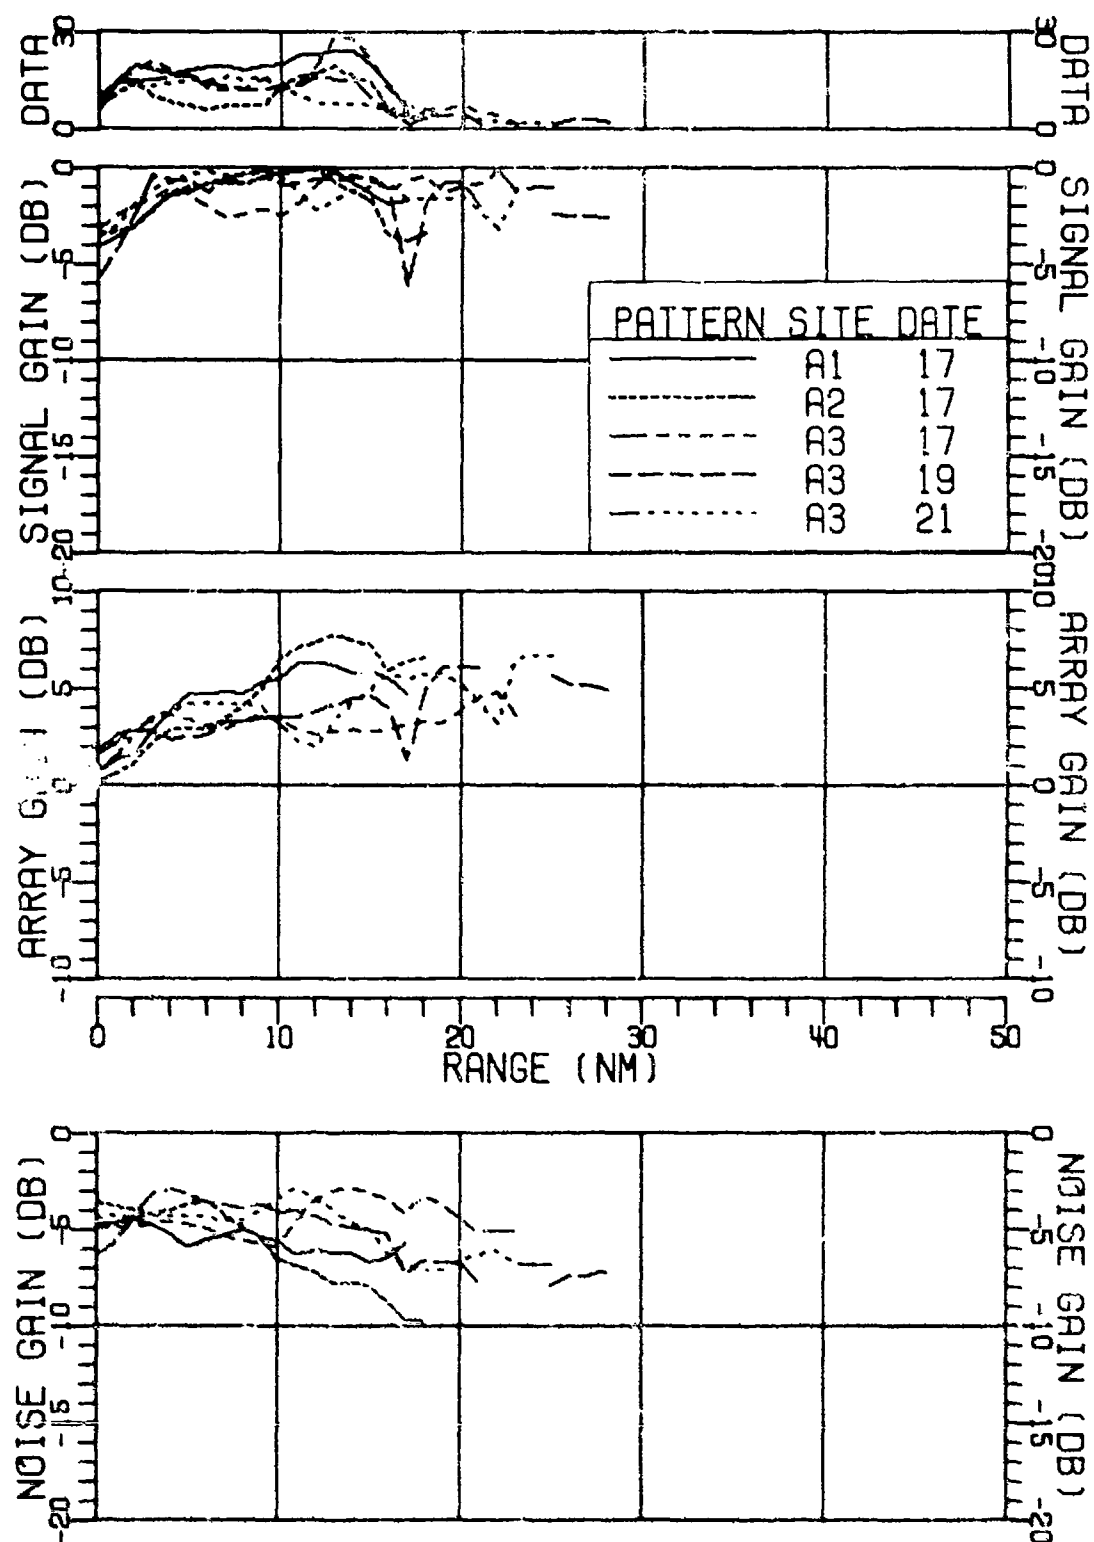 DATA
30
0
30
0
DATA
SIGNAL GAIN (DB)
0
-5
-10
-15
-20
0
-5
-10
-15
-20
SIGNAL GAIN (DB)
PATTERN SITE DATE
A1 17
A2 17
A3 17
A3 19
A3 21
ARRAY (DB)
10
5
0
-5
-10
10
5
0
-5
-10
ARRAY GAIN (DB)
0 10 20 30 40 50
RANGE (NM)
NOISE GAIN (DB)
0
-5
-10
-15
-20
0
-5
-10
-15
-20
NOISE GAIN (DB)